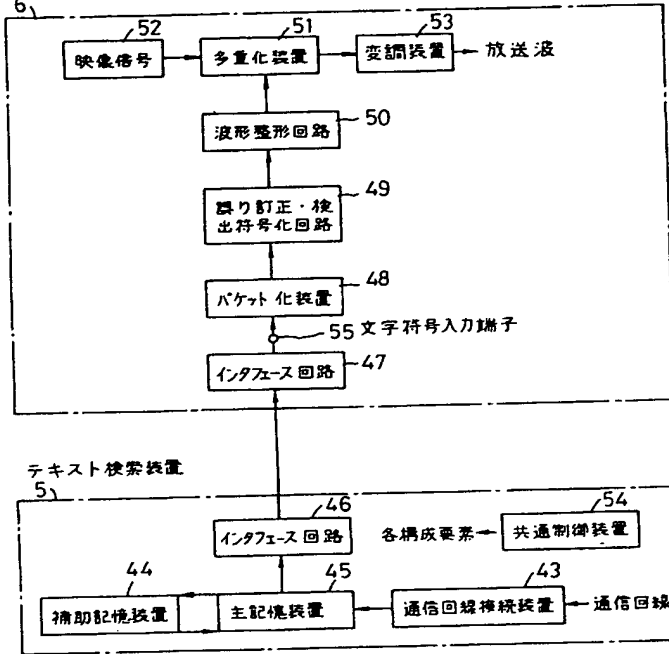 6
52
映像信号
51
多重化装置
53
変調装置
放送波
50
波形整形回路
49
誤り訂正・検
出符号化回路
48
パケット化装置
55 文字符号入力端子
47
インタフェース回路
テキスト検索装置
5
46
インタフェース回路
各構成要素
54
共通制御装置
44
補助記憶装置
45
主記憶装置
43
通信回線接続装置
通信回線